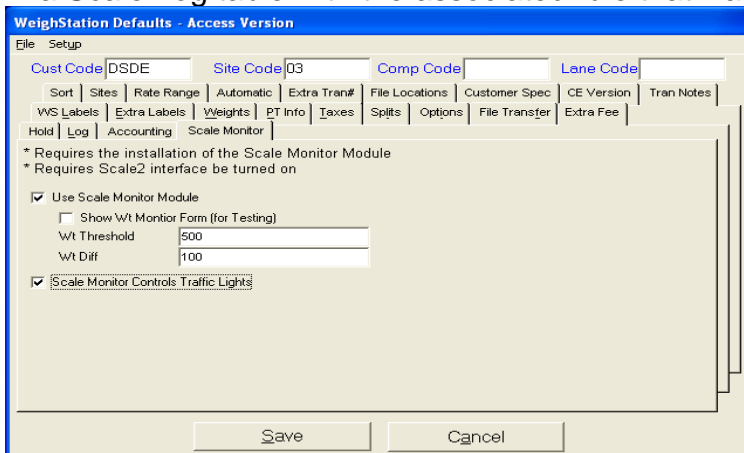 WeighStation Defaults - Access Version
File Setup
Cust Code DSDE Site Code 03 Comp Code Lane Code
Sort Sites Rate Range Automatic Extra Tran# File Locations Customer Spec CE Version Tran Notes
WS Labels Extra Labels Weights PT Info Taxes Splits Options File Transfer Extra Fee
Hold Log Accounting Scale Monitor
* Requires the installation of the Scale Monitor Module
* Requires Scale2 interface be turned on
Use Scale Monitor Module
Show Wt Montior Form (for Testing)
Wt Threshold 500
Wt Diff 100
Scale Monitor Controls Traffic Lights
Save Cancel